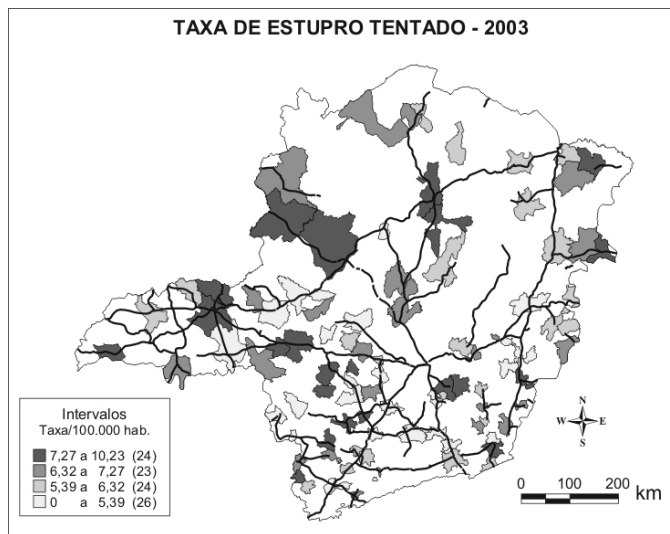 TAXA DE ESTUPRO TENTADO - 2003
Intervalos
Taxa/100.000 hab.
7,27 a 10,23 (24)
6,32 a 7,27 (23)
5,39 a 6,32 (24)
0 a 5,39 (26)
N
W E
S
0 100 200 km